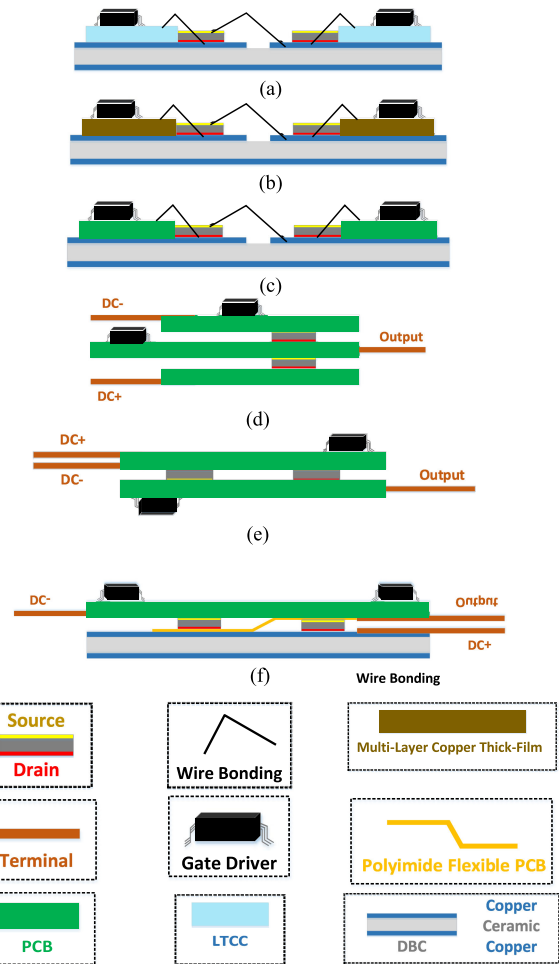 (a)
(b)
(c)
DC-
Output
DC+
(d)
DC+
DC-
Output
(e)
DC-
Output
DC+
(f)
Wire Bonding
Source
Drain
Wire Bonding
Multi-Layer Copper Thick-Film
Terminal
Gate Driver
Polyimide Flexible PCB
PCB
LTCC
Copper
Ceramic
DBC
Copper